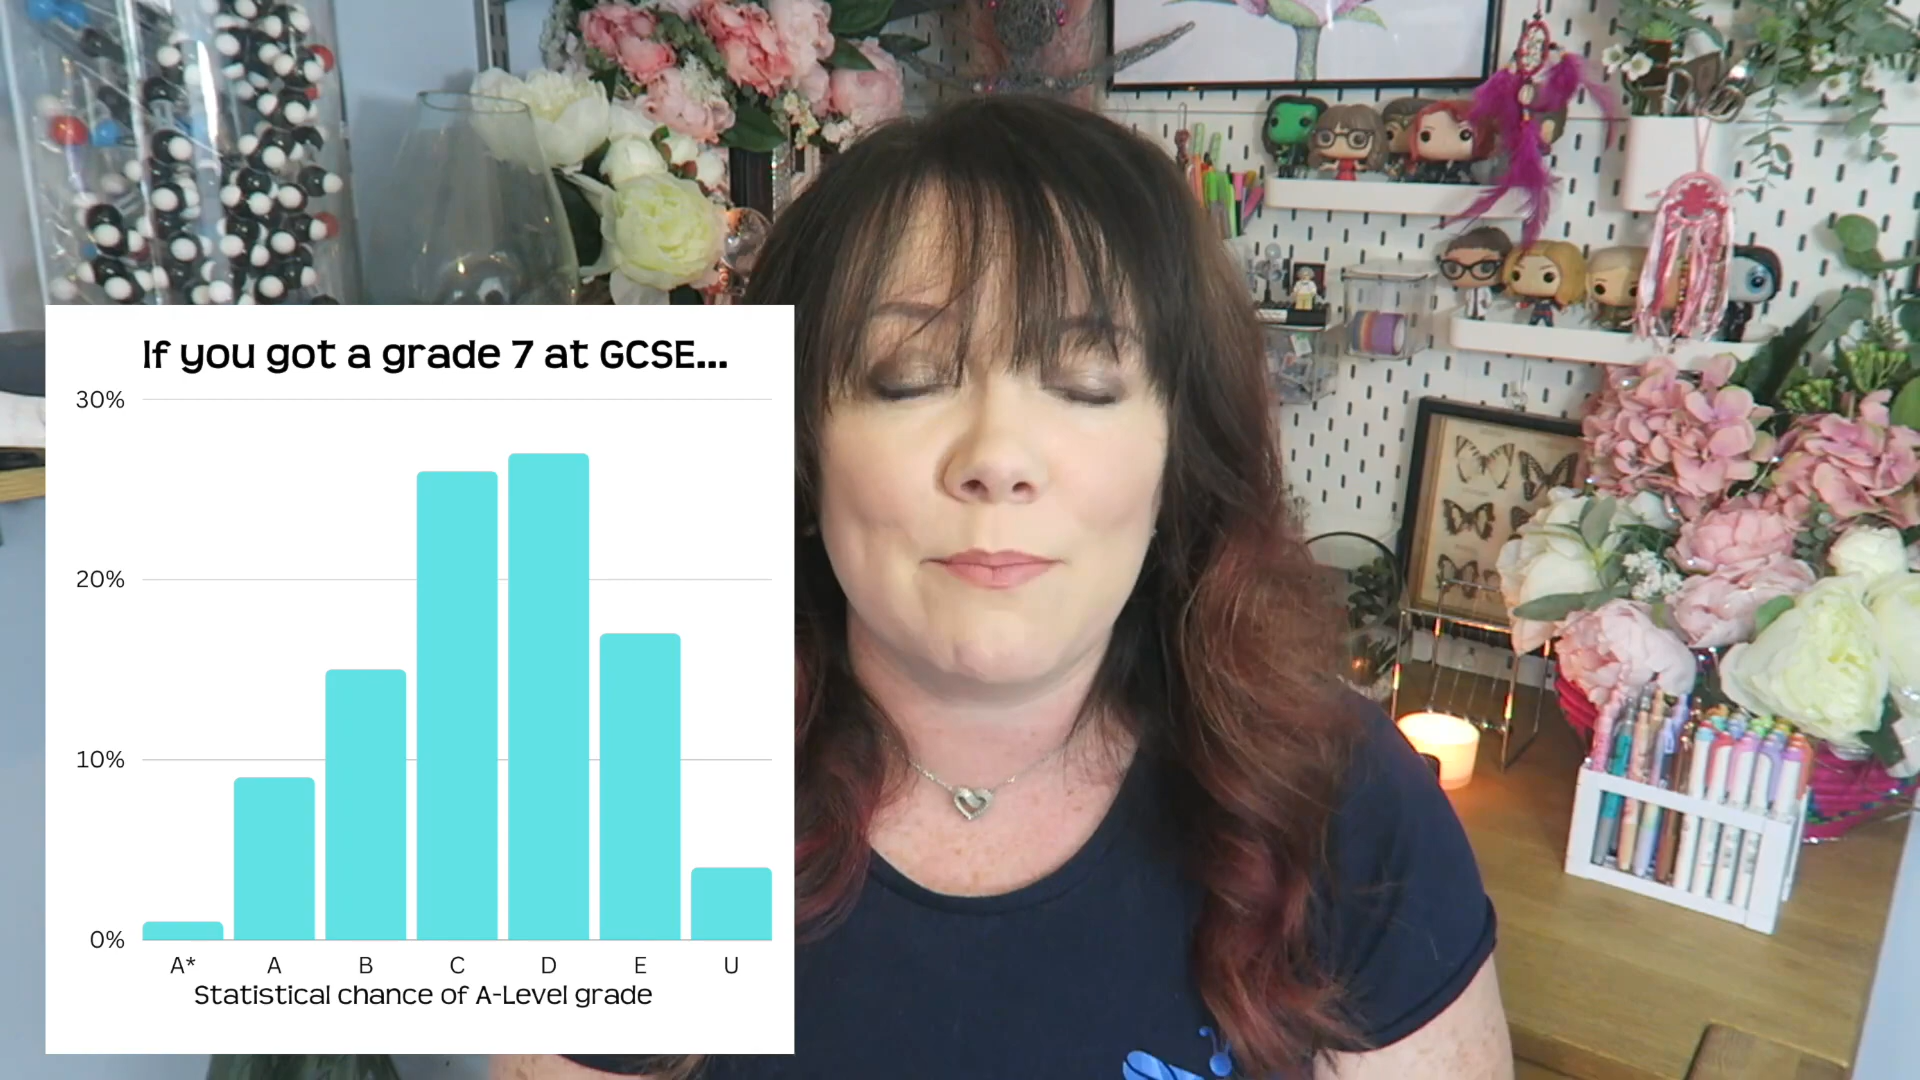 If you got a grade 7 at GCSE...
30%
20%
10%
0%
A* A B C D E U
Statistical chance of A-Level grade